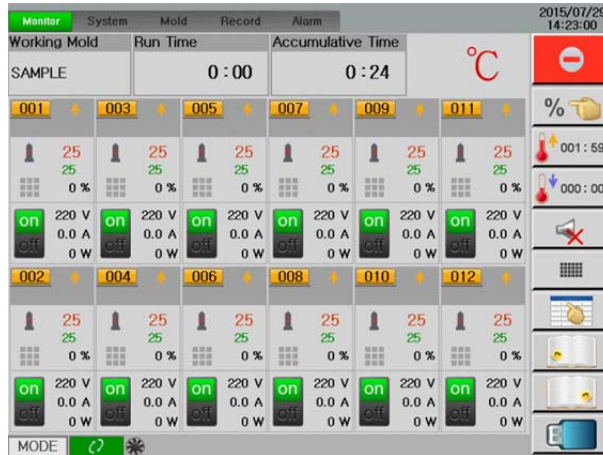 Monitor System Mold Record Alarm
2015/07/29
14:23:00
Working Mold Run Time Accumulative Time
SAMPLE 0:00 0:24 ℃
%
001:59
000:00
001 003 005 007 009 011
25 25 25 25 25 25
25 25 25 25 25 25
0 % 0 % 0 % 0 % 0 % 0 %
on 220 V on 220 V on 220 V on 220 V on 220 V on 220 V
0.0 A 0.0 A 0.0 A 0.0 A 0.0 A 0.0 A
off 0 W off 0 W off 0 W off 0 W off 0 W off 0 W
002 004 006 008 010 012
25 25 25 25 25 25
25 25 25 25 25 25
0 % 0 % 0 % 0 % 0 % 0 %
on 220 V on 220 V on 220 V on 220 V on 220 V on 220 V
0.0 A 0.0 A 0.0 A 0.0 A 0.0 A 0.0 A
off 0 W off 0 W off 0 W off 0 W off 0 W off 0 W
MODE